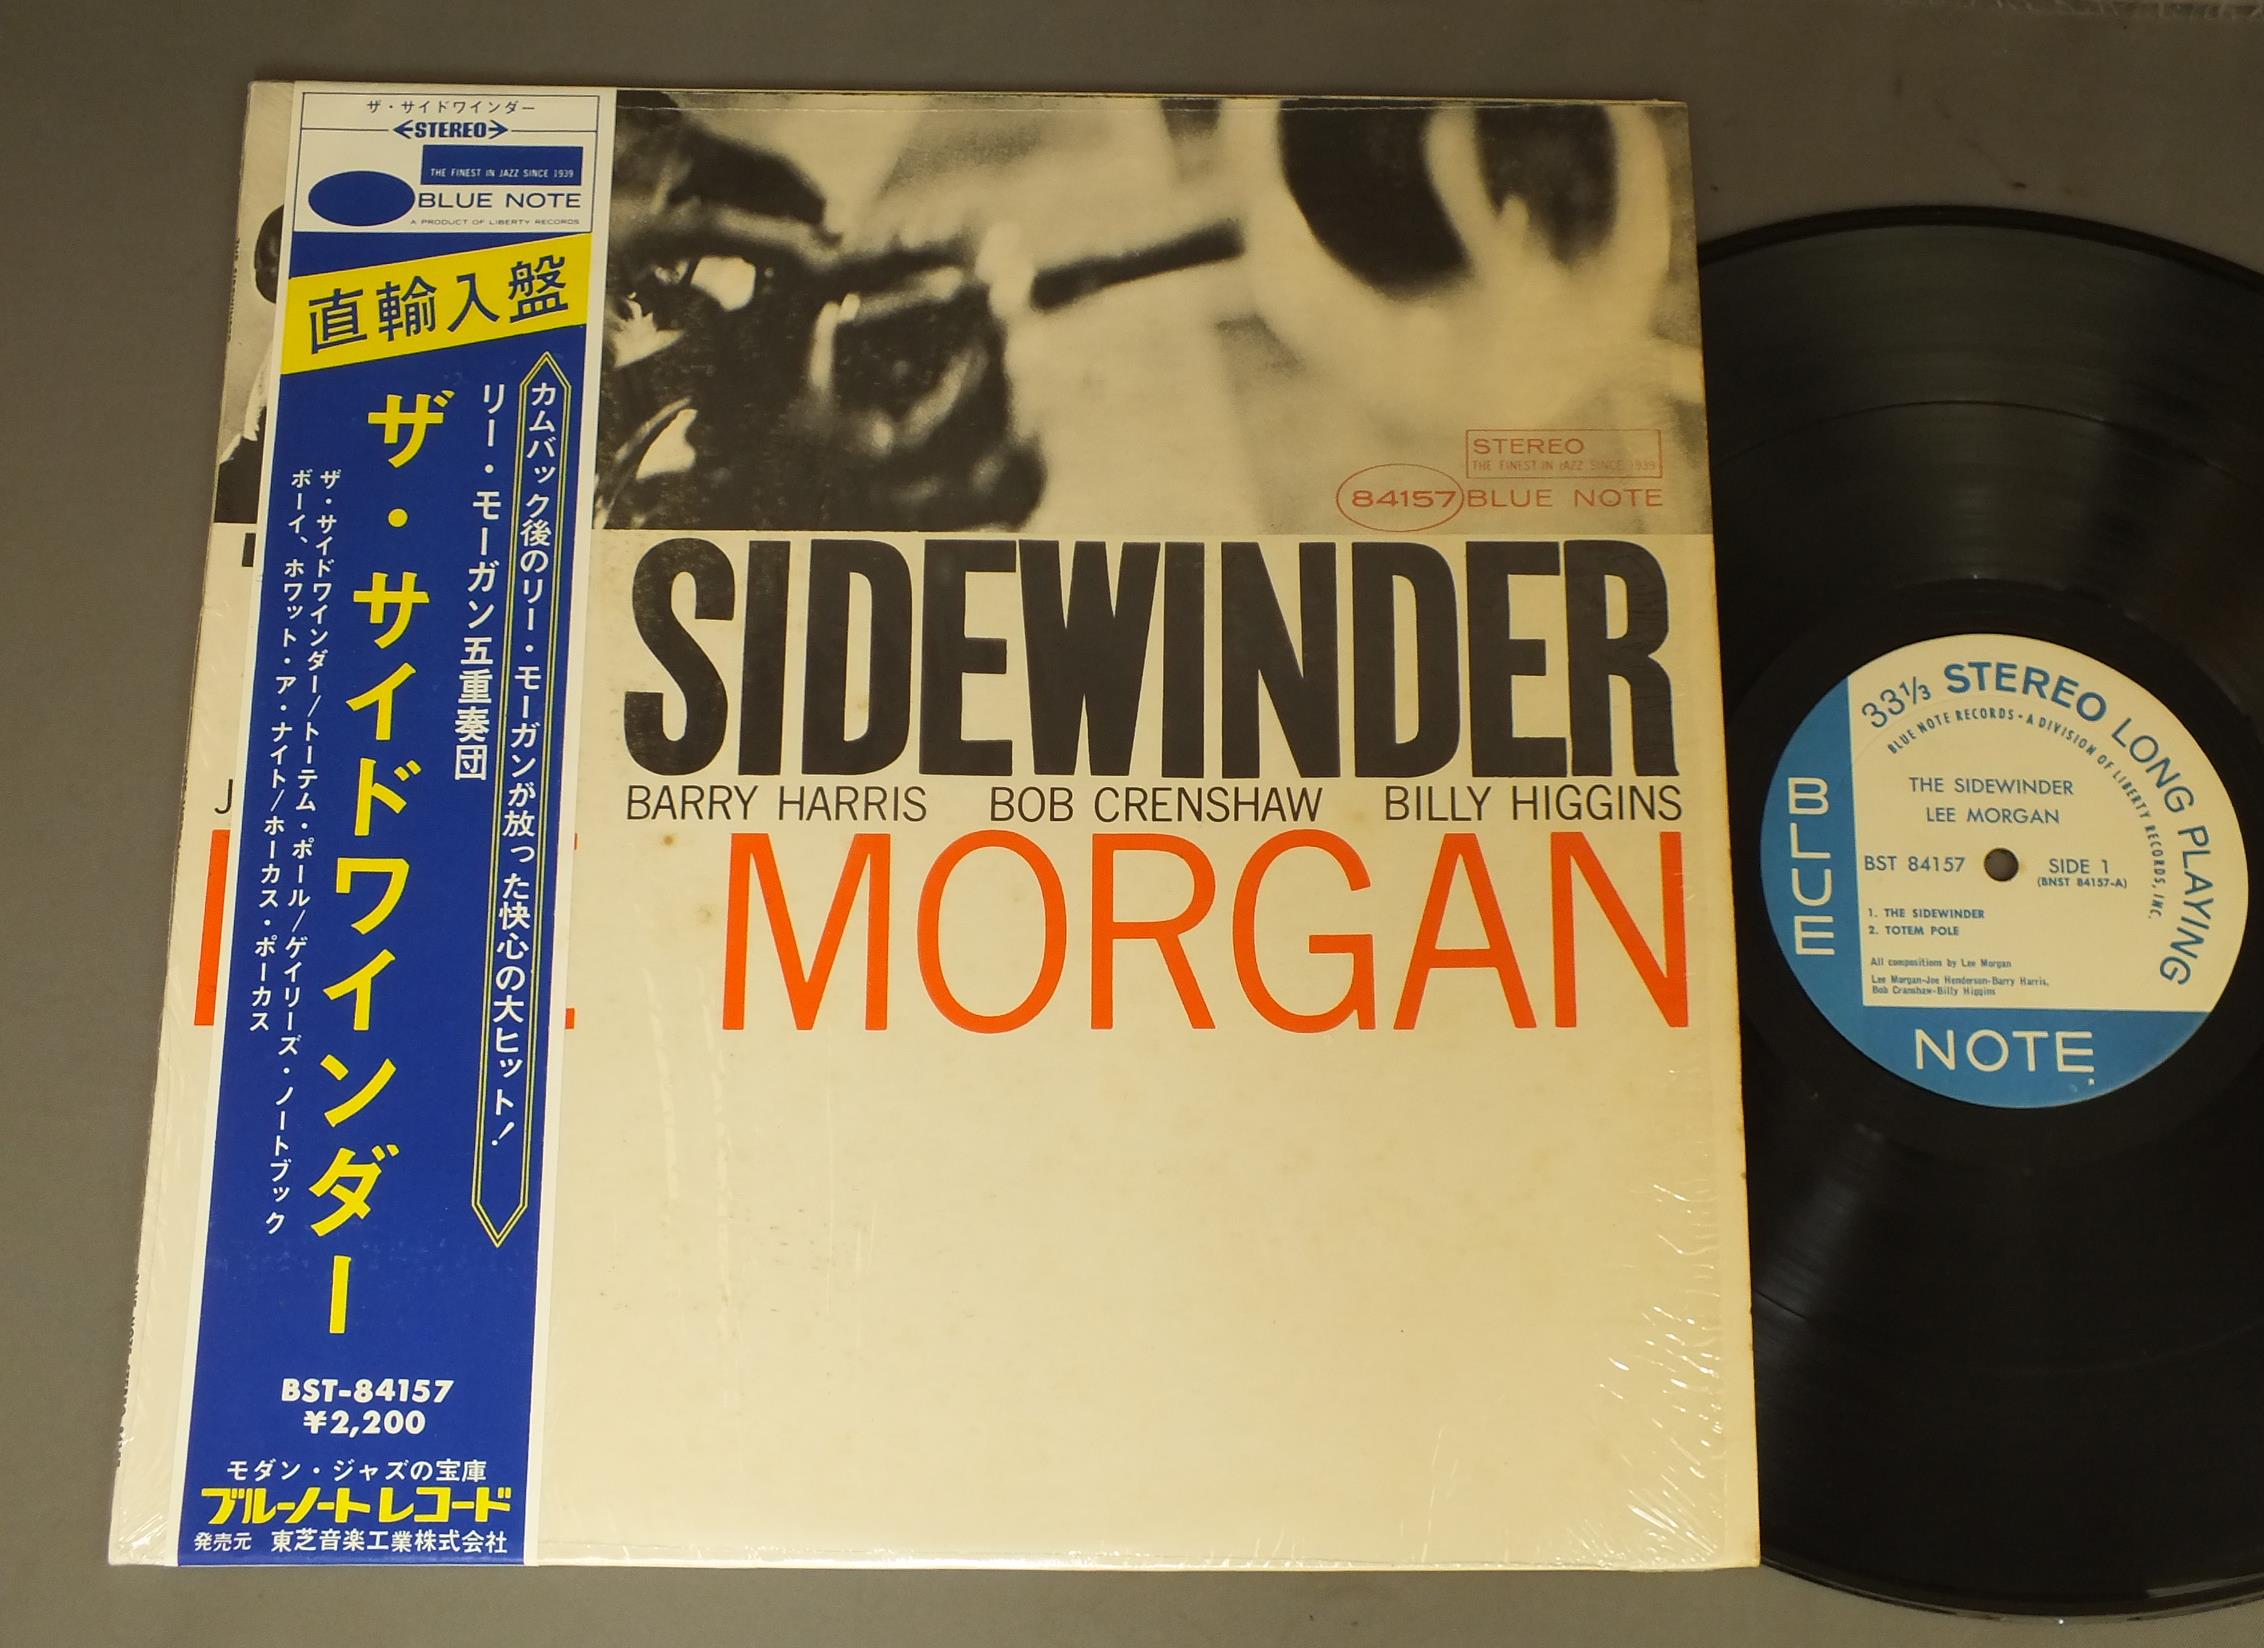 ザ・サイドワインダー
STEREO
THE FINEST IN JAZZ SINCE 1939
BLUE NOTE
A PRODUCT OF LIBERTY RECORDS
直輸入盤
カムバック後のリー・モーガンが放った快心の大ヒット!
リー・モーガン五重奏団
ザ・サイドワインダー
ザ・サイドワインダー/トーテム・ポール/ゲイリーズ・ノートブック
ボーイ、ホワット・ア・ナイト/ホーカス・ポーカス
BST-84157
¥2,200
モダン・ジャズの宝庫
ブルーノートレコード
発売元 東芝音楽工業株式会社
STEREO
THE FINEST IN JAZZ SINCE 1939
84157 BLUE NOTE
SIDEWINDER
J
BARRY HARRIS BOB CRENSHAW BILLY HIGGINS
MORGAN
33⅓ STEREO LONG PLAYING
BLUE NOTE RECORDS • A DIVISION OF LIBERTY RECORDS, INC.
THE SIDEWINDER
LEE MORGAN
BST 84157
SIDE 1
(BNST 84157-A)
1. THE SIDEWINDER
2. TOTEM POLE
All compositions by Lee Morgan
Lee Morgan-Joe Henderson-Barry Harris,
Bob Cranshaw-Billy Higgins
BLUE
NOTE